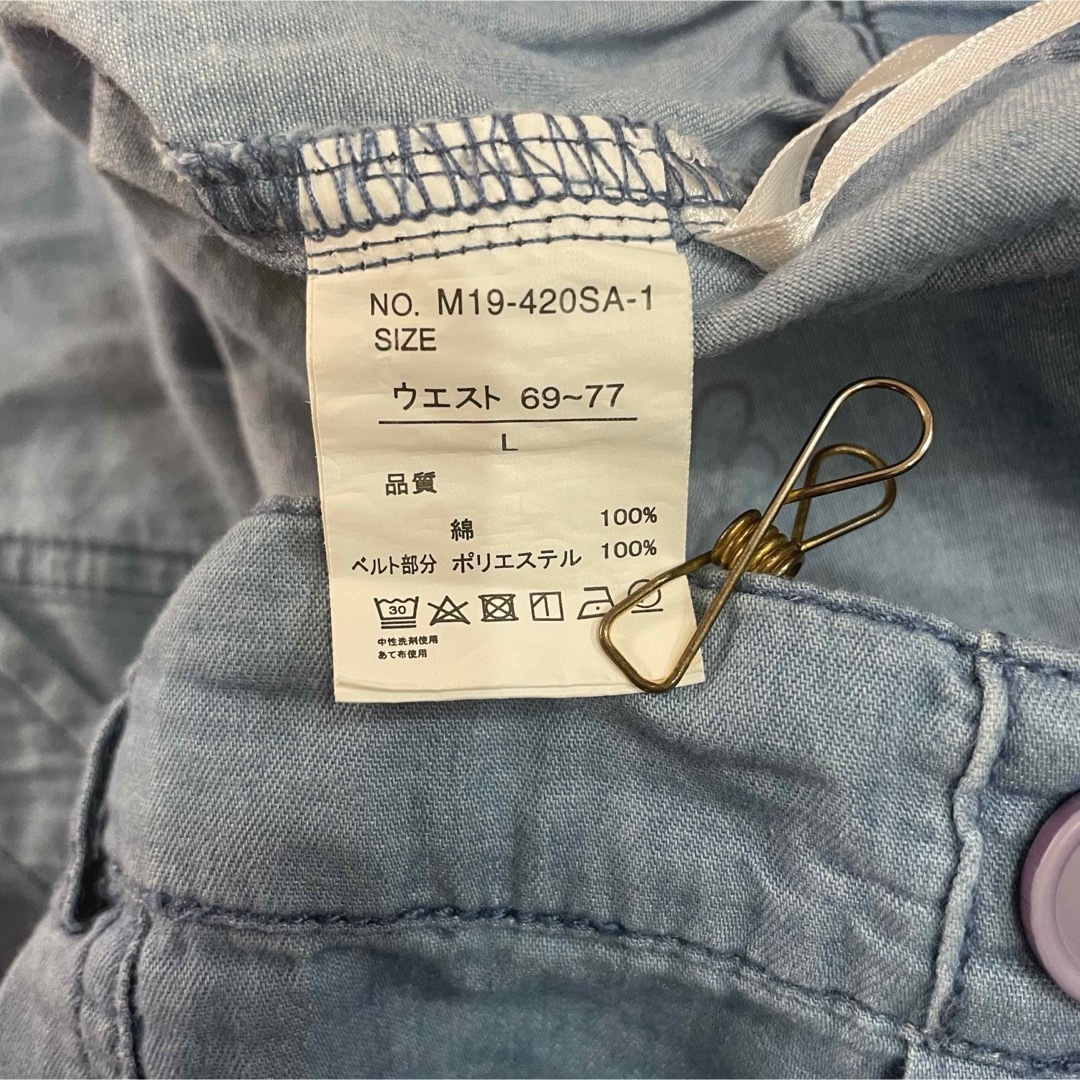 NO. M19-420SA-1
SIZE
ウエスト 69~77
L
品質
綿 100%
ベルト部分 ポリエステル 100%
30
中性洗剤使用
あて布使用